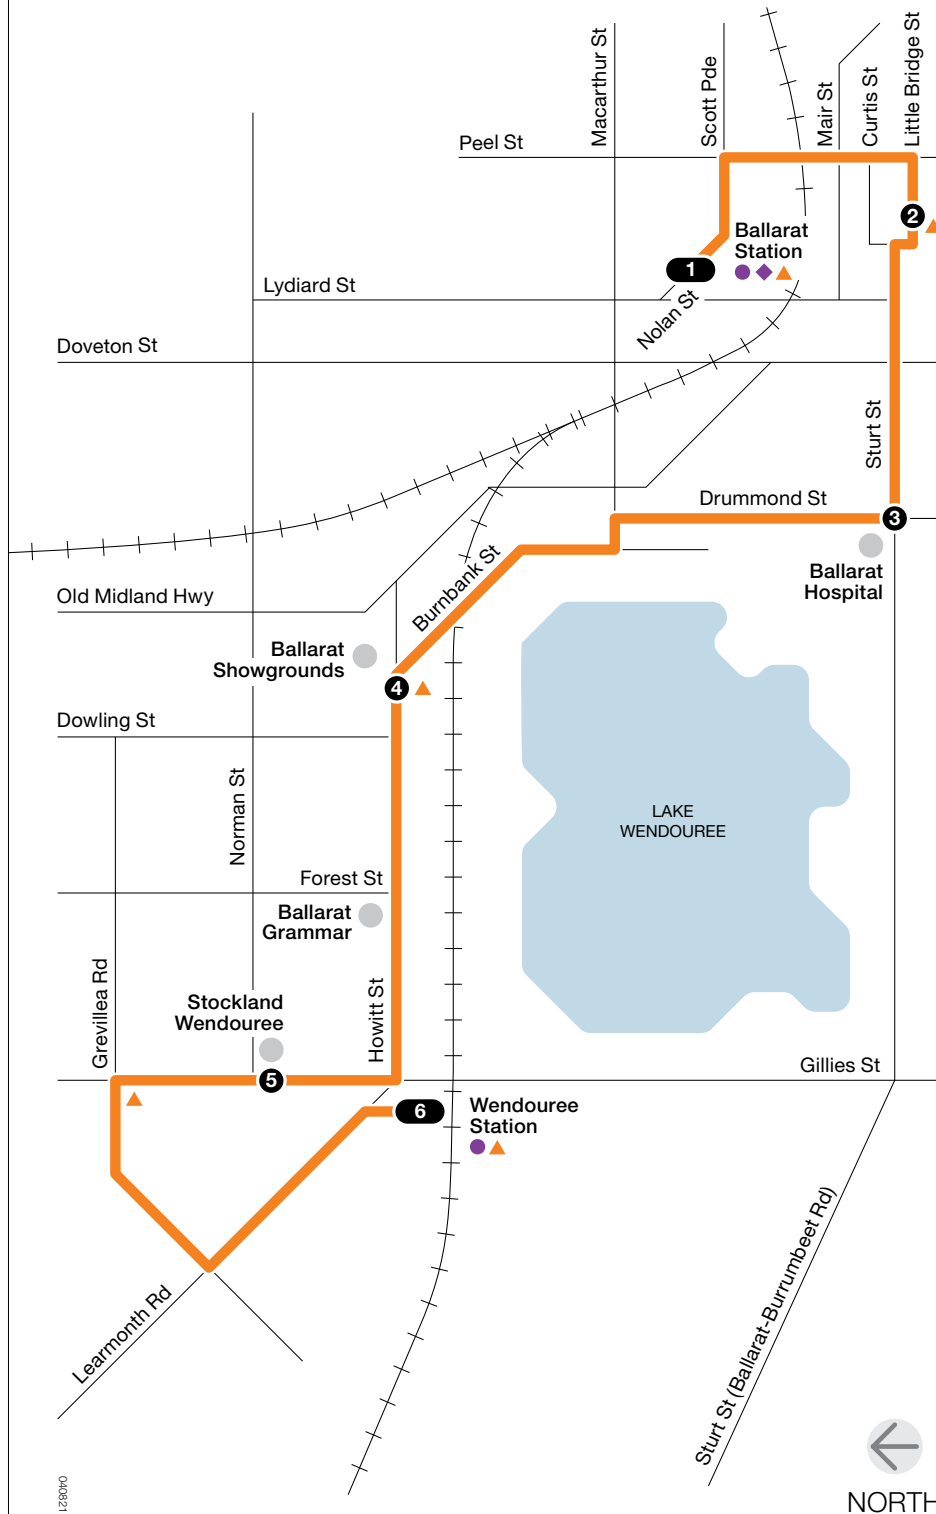 Macarthur St
Scott Pde
Mair St
Curtis St
Little Bridge St
Peel St
2
Ballarat
Station
1
Lydiard St
Nolan St
Doveton St
Sturt St
Drummond St
3
Ballarat
Hospital
Burnbank St
Old Midland Hwy
Ballarat
Showgrounds
4
Dowling St
Norman St
LAKE
WENDOUREE
Forest St
Ballarat
Grammar
Grevillea Rd
Stockland
Wendouree
Howitt St
5
Gillies St
6
Wendouree
Station
Learmonth Rd
Sturt St (Ballarat-Burrumbeet Rd)
040821
NORTH